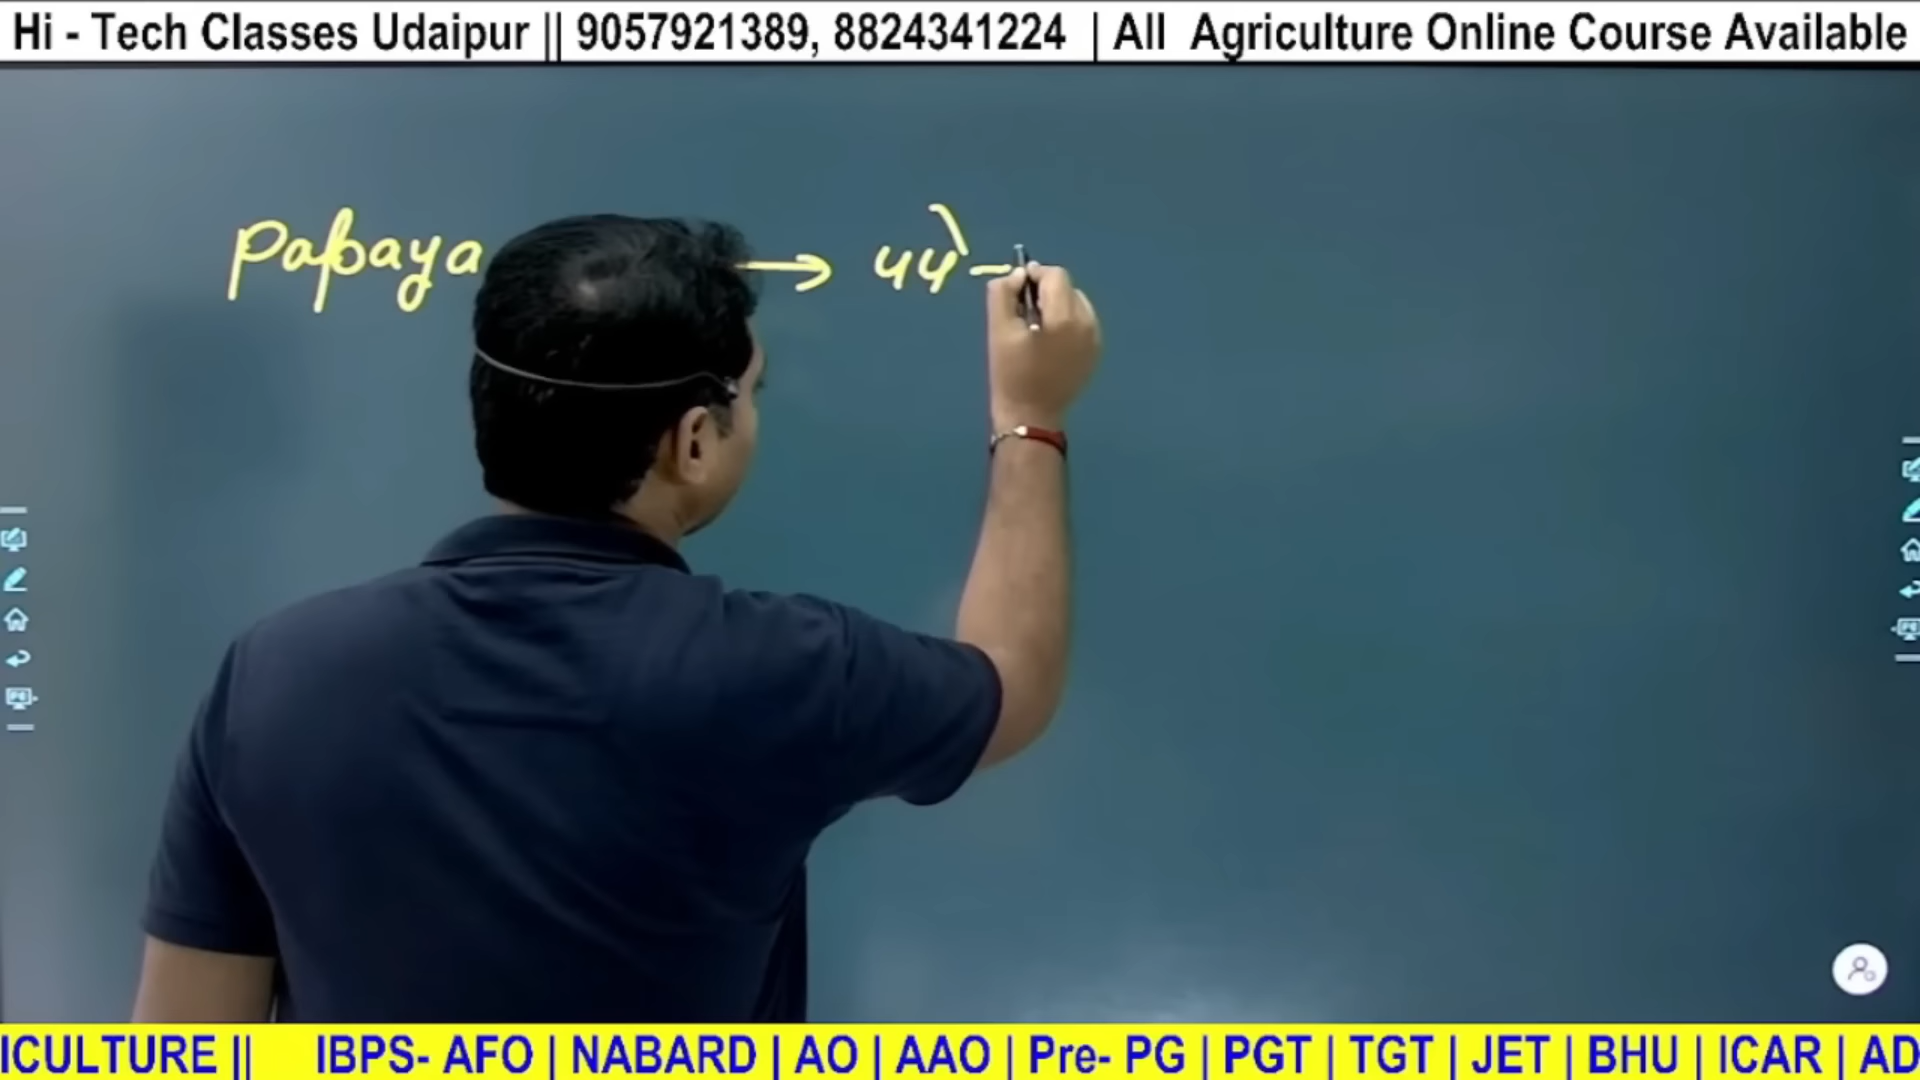 Hi - Tech Classes Udaipur || 9057921389, 8824341224 | All Agriculture Online Course Available
Papaya → पपे
ICULTURE || IBPS- AFO | NABARD | AO | AAO | Pre- PG | PGT | TGT | JET | BHU | ICAR | AD